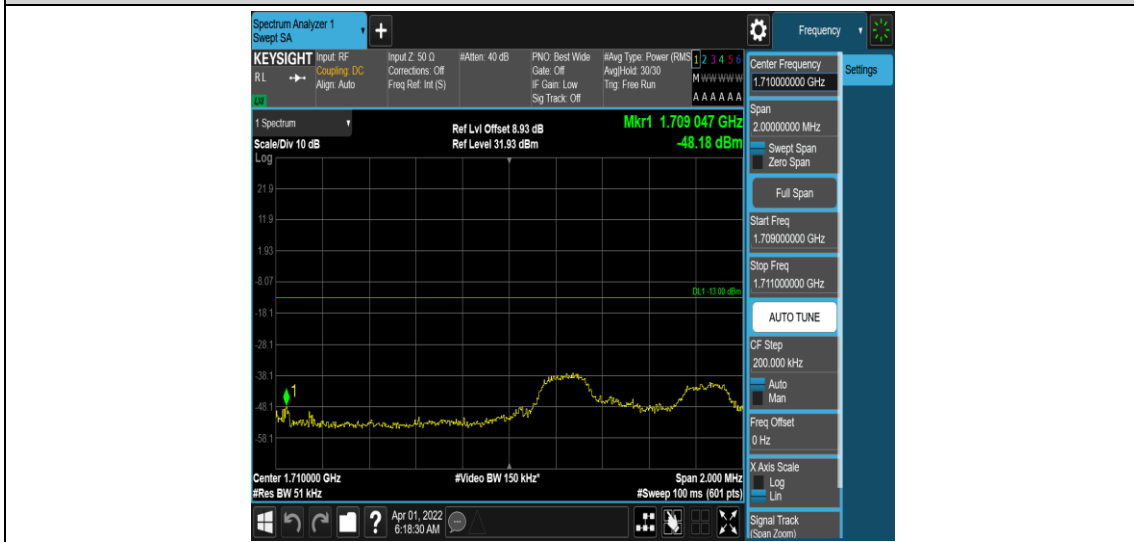 Spectrum Analyzer 1
Swept SA
+
Frequency
KEYSIGHT
RL
LXI
Input: RF
Coupling: DC
Align: Auto
Input Z: 50 Ω
Corrections: Off
Freq Ref: Int (S)
#Atten: 40 dB
PNO: Best Wide
Gate: Off
IF Gain: Low
Sig Track: Off
#Avg Type: Power (RMS
Avg|Hold: 30/30
Trig: Free Run
1 2 3 4 5 6
M W W W W W
A A A A A A
1 Spectrum
Scale/Div 10 dB
Log
Ref Lvl Offset 8.93 dB
Ref Level 31.93 dBm
Mkr1 1.709 047 GHz
-48.18 dBm
21.9
11.9
1.93
-8.07
DL1 -13.00 dBm
-18.1
-28.1
-38.1
1
-48.1
-58.1
Center 1.710000 GHz
#Res BW 51 kHz
#Video BW 150 kHz*
Span 2.000 MHz
#Sweep 100 ms (601 pts)
?
Apr 01, 2022
6:18:30 AM
Center Frequency
1.710000000 GHz
Settings
Span
2.00000000 MHz
Swept Span
Zero Span
Full Span
Start Freq
1.709000000 GHz
Stop Freq
1.711000000 GHz
AUTO TUNE
CF Step
200.000 kHz
Auto
Man
Freq Offset
0 Hz
X Axis Scale
Log
Lin
Signal Track
(Span Zoom)